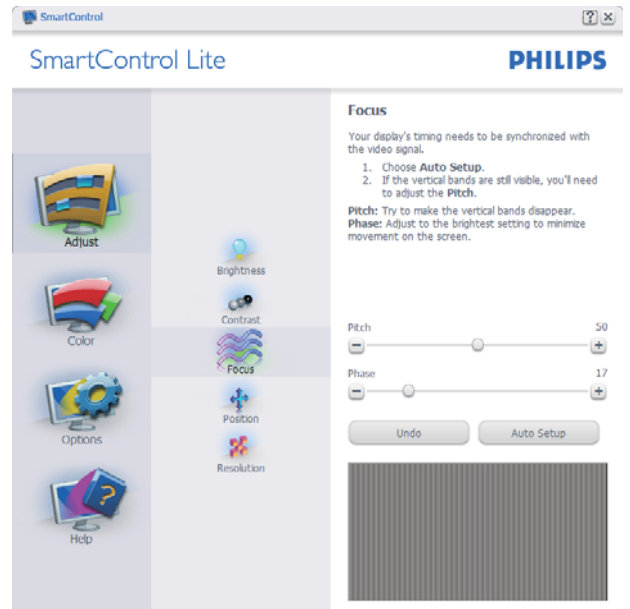 SmartControl
SmartControl Lite
PHILIPS
Adjust
Color
Options
Help
Brightness
Contrast
Focus
Position
Resolution
Focus
Your display's timing needs to be synchronized with
the video signal.
1. Choose Auto Setup.
2. If the vertical bands are still visible, you'll need
to adjust the Pitch.
Pitch: Try to make the vertical bands disappear.
Phase: Adjust to the brightest setting to minimize
movement on the screen.
Pitch 50
Phase 17
Undo Auto Setup